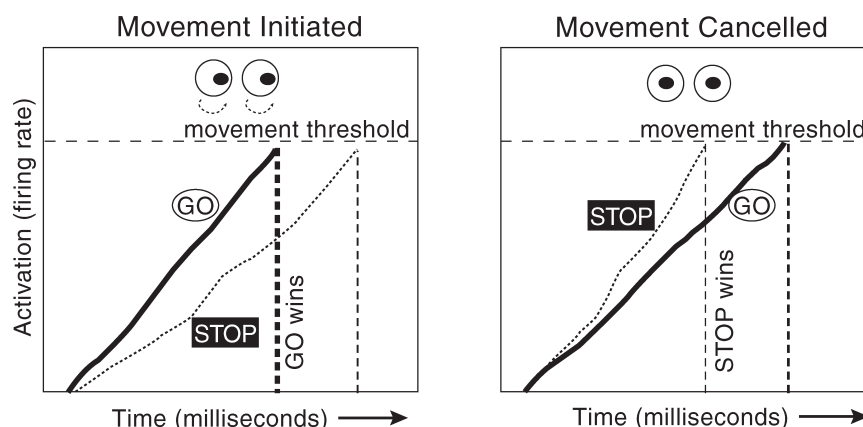 Movement Initiated
Activation (firing rate)
movement threshold
GO
STOP
GO wins
Time (milliseconds)
Movement Cancelled
movement threshold
STOP
GO
STOP wins
Time (milliseconds)